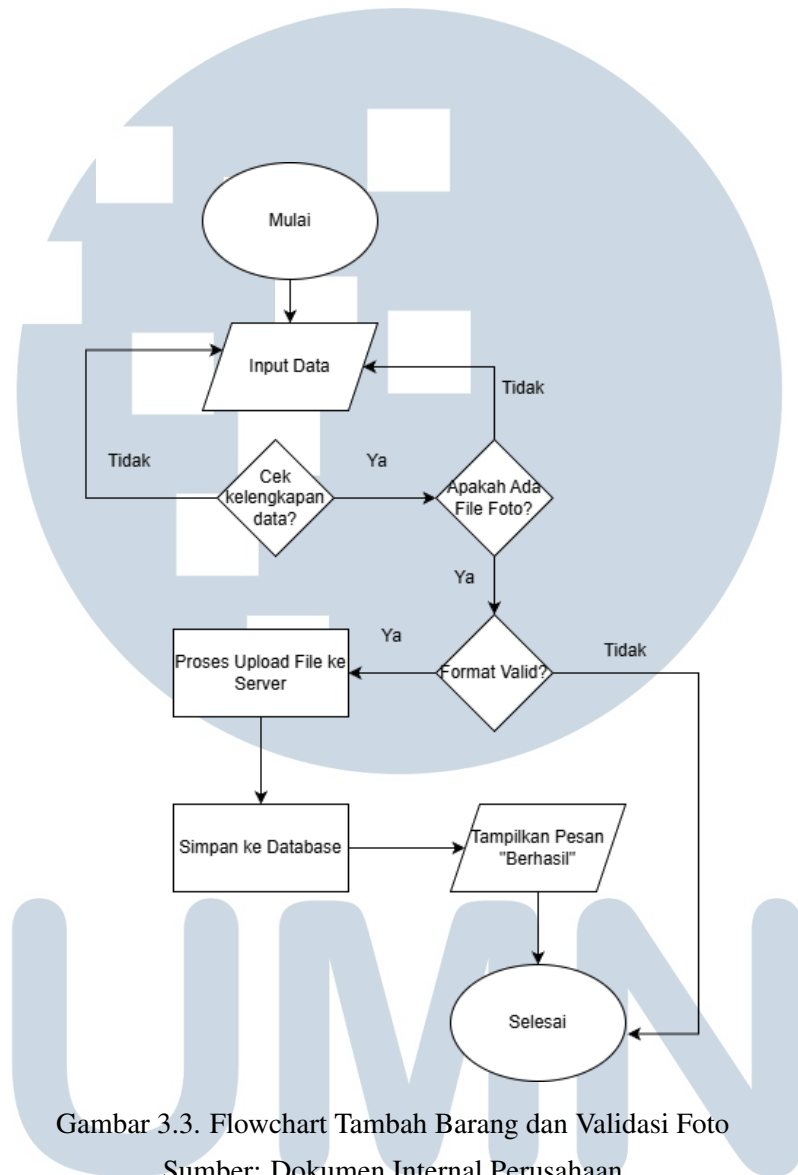 Mulai
Input Data
Tidak
Tidak
Cek
kelengkapan
data?
Ya
Apakah Ada
File Foto?
Ya
Proses Upload File ke
Server
Ya
Format Valid?
Tidak
Simpan ke Database
Tampilkan Pesan
"Berhasil"
Selesai
UMN
Gambar 3.3. Flowchart Tambah Barang dan Validasi Foto
Sumber: Dokumen Internal Perusahaan